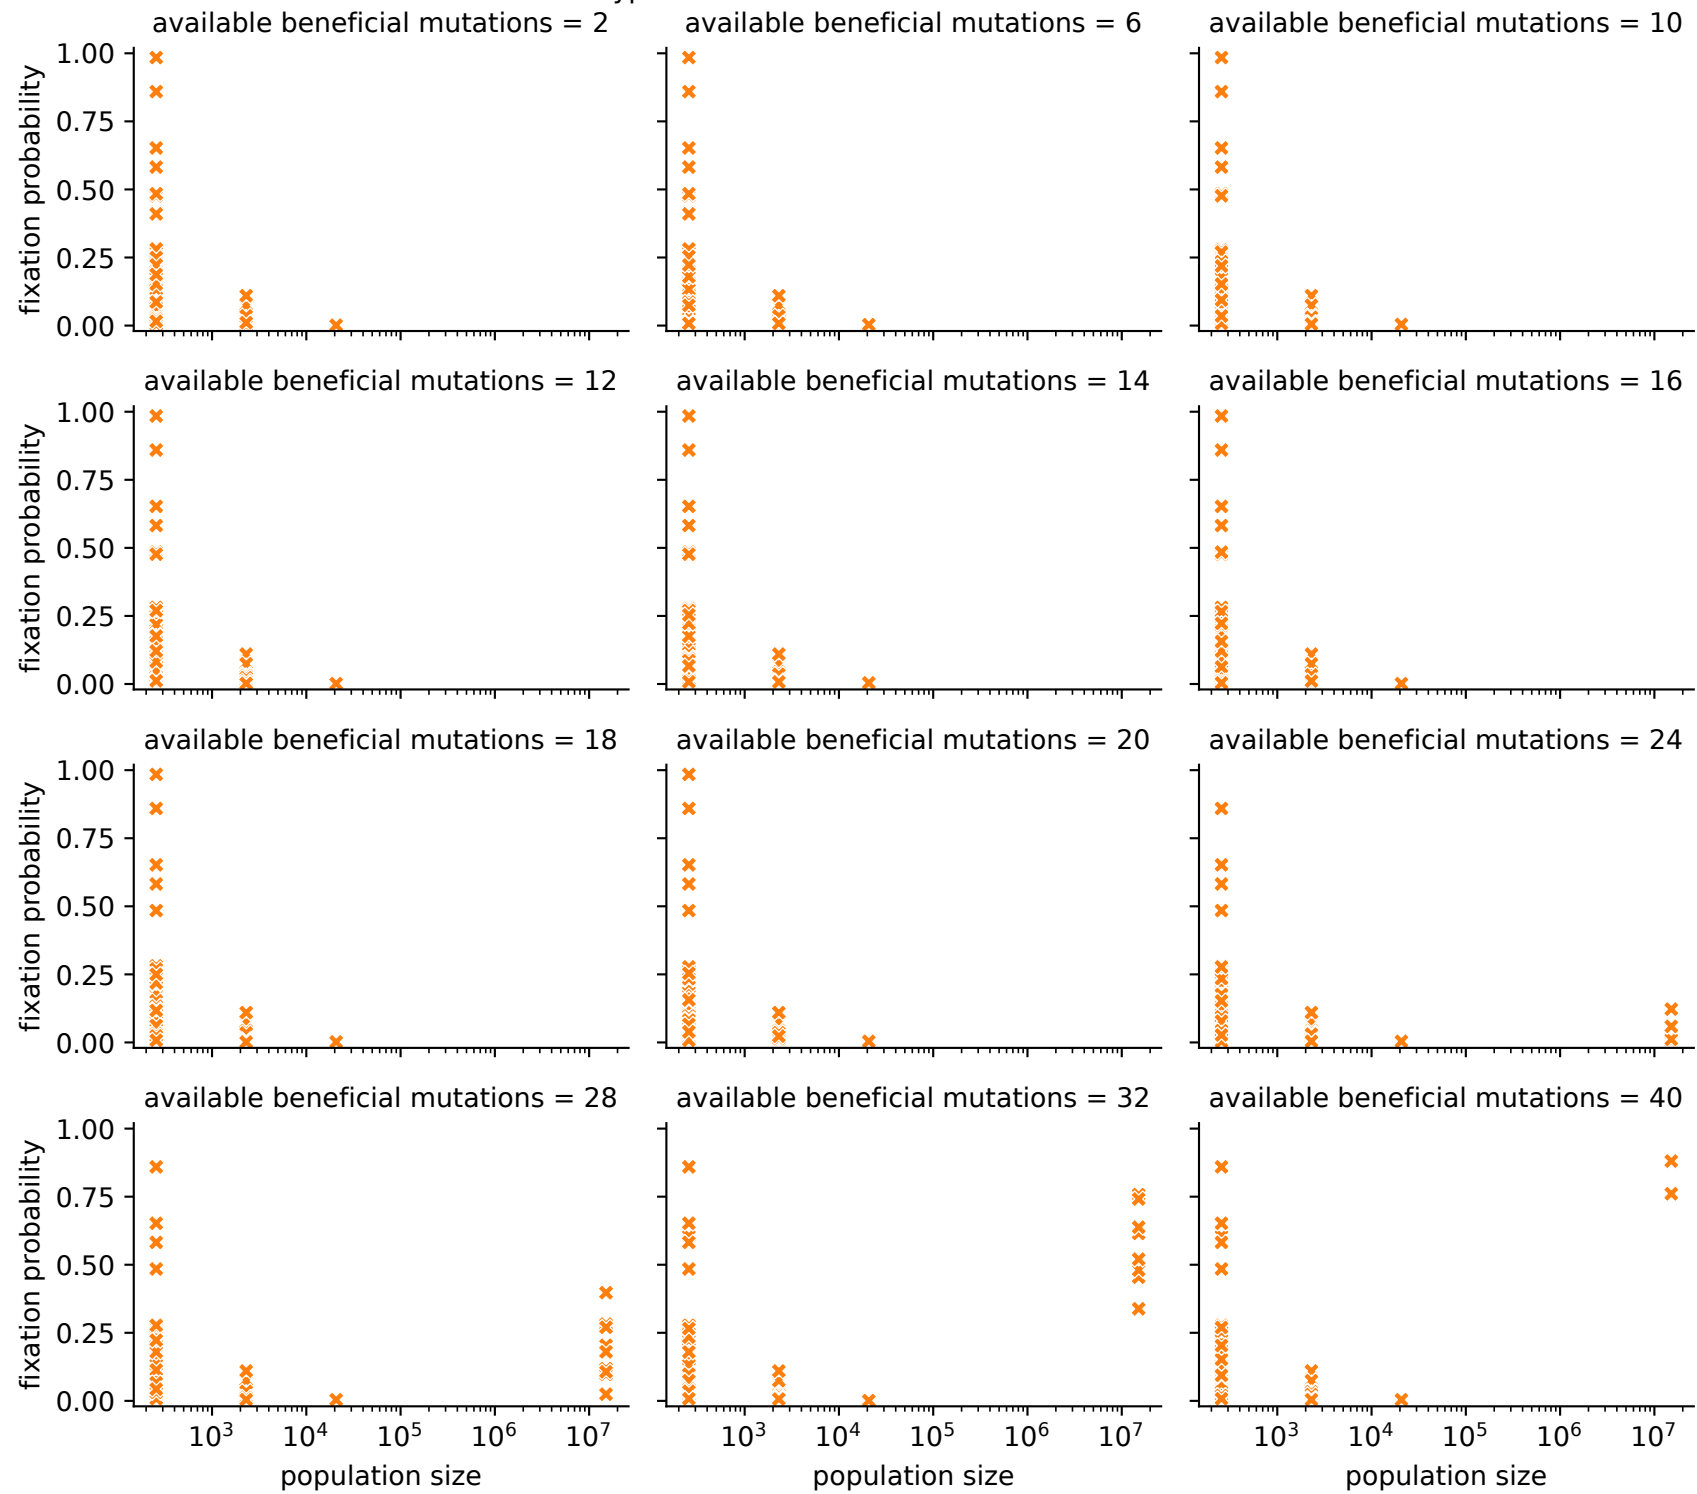 available beneficial mutations = 2
available beneficial mutations = 6
available beneficial mutations = 10
fixation probability
1.00
0.75
0.50
0.25
0.00
available beneficial mutations = 12
available beneficial mutations = 14
available beneficial mutations = 16
fixation probability
1.00
0.75
0.50
0.25
0.00
available beneficial mutations = 18
available beneficial mutations = 20
available beneficial mutations = 24
fixation probability
1.00
0.75
0.50
0.25
0.00
available beneficial mutations = 28
available beneficial mutations = 32
available beneficial mutations = 40
fixation probability
1.00
0.75
0.50
0.25
0.00
10³ 10⁴ 10⁵ 10⁶ 10⁷
10³ 10⁴ 10⁵ 10⁶ 10⁷
10³ 10⁴ 10⁵ 10⁶ 10⁷
population size
population size
population size